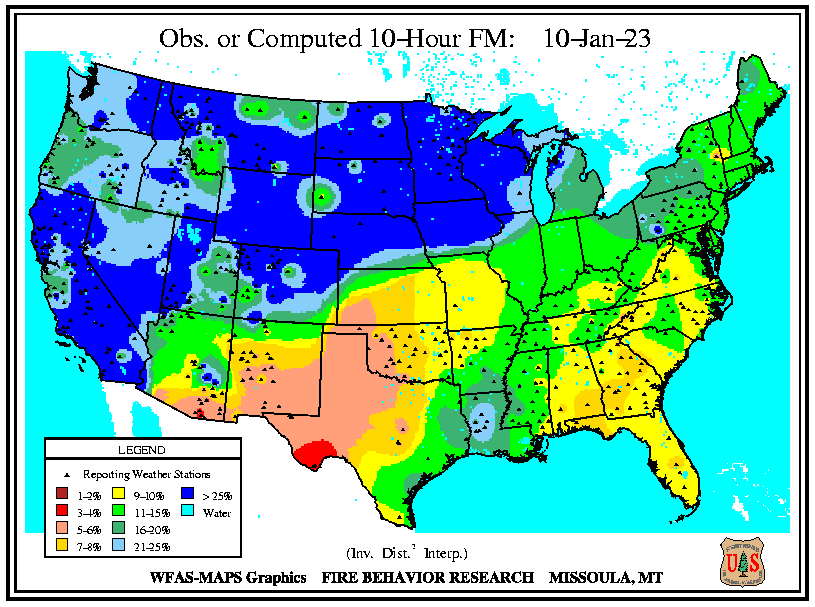 Obs. or Computed 10-Hour FM: 10-Jan-23
LEGEND
Reporting Weather Stations
1-2%
3-4%
5-6%
7-8%
9-10%
11-15%
16-20%
21-25%
> 25%
Water
(Inv. Dist.² Interp.)
WFAS-MAPS Graphics FIRE BEHAVIOR RESEARCH MISSOULA, MT
U S